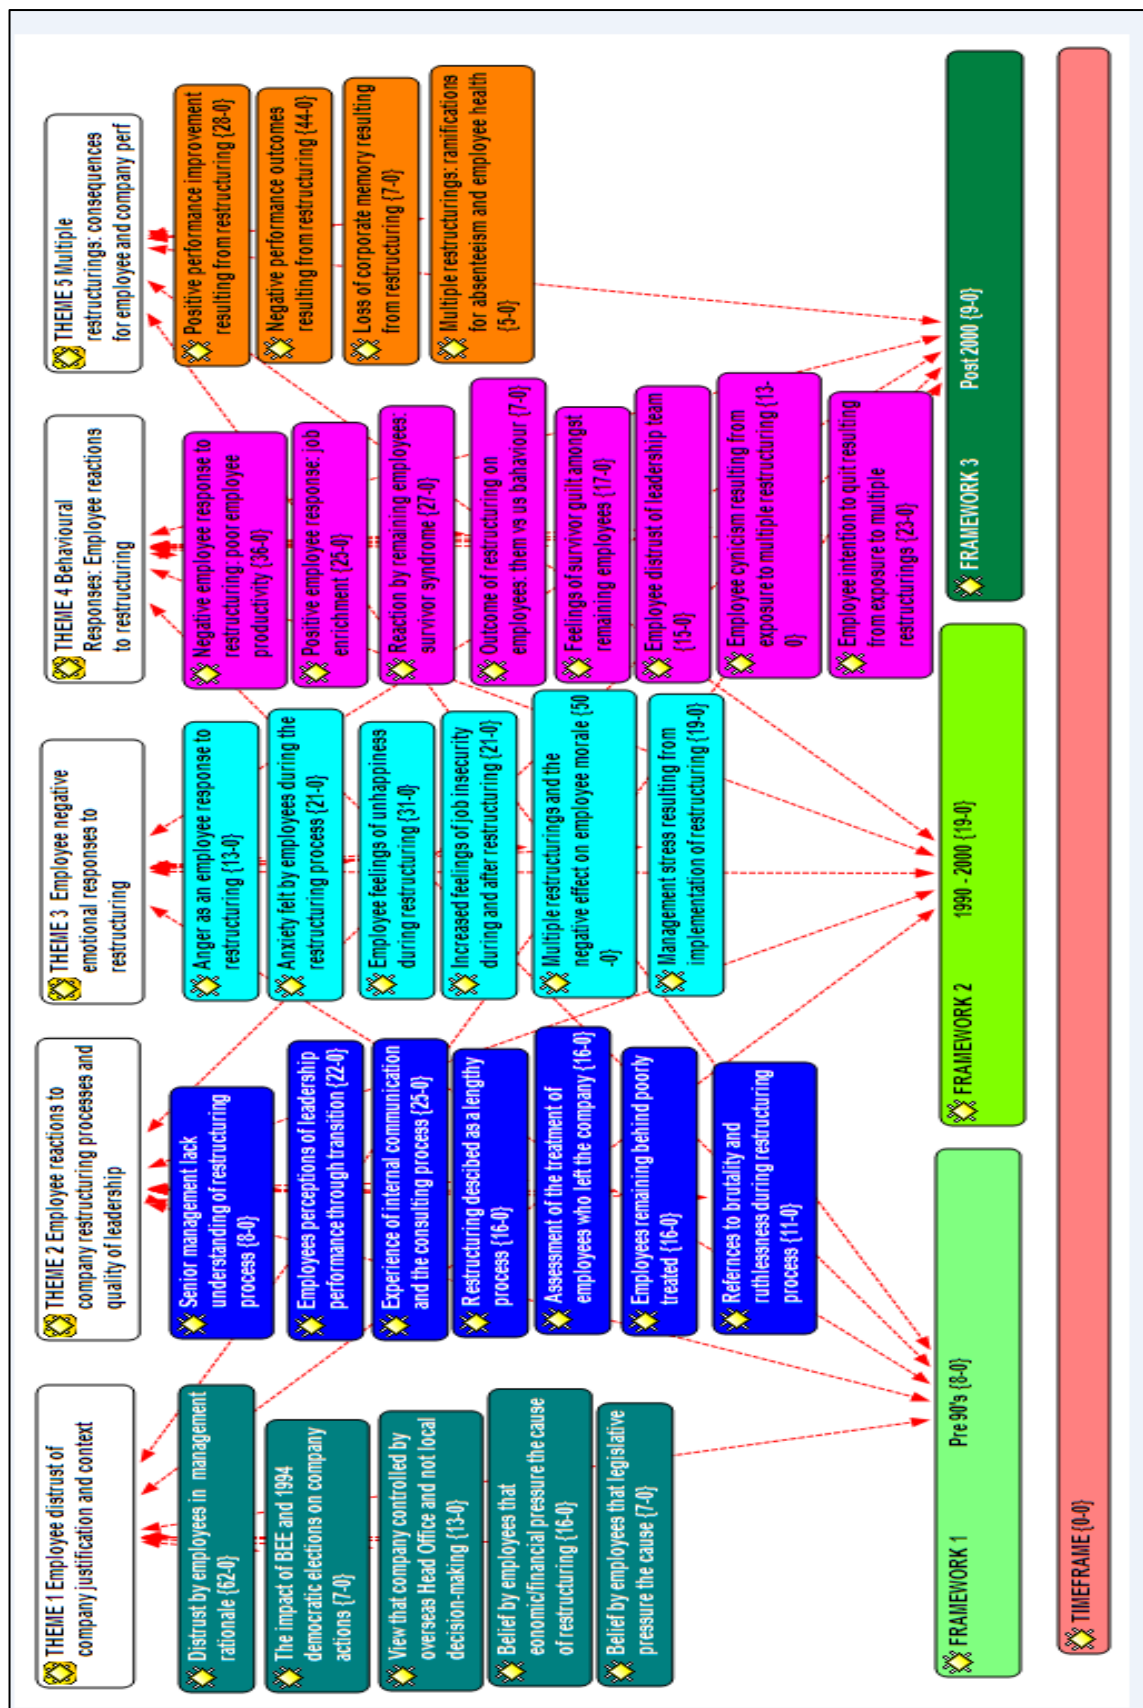 THEME 1 Employee distrust of
company justification and context
Distrust by employees in management
rationale {62-0}
The impact of BEE and 1994
democratic elections on company
actions {7-0}
View that company controlled by
overseas Head Office and not local
decision-making {13-0}
Belief by employees that
eonomic/financial pressure the cause
of restructuring {16-0}
Belief by employees that legislative
pressure the cause {7-0}
THEME 2 Employee reactions to
company restructuring processes and
quality of leadership
Senior management lack
understanding of restructuring
process {8-0}
Employees perceptions of leadership
performance through transition {22-0}
Experience of internal communication
and the consulting process {25-0}
Restructuring descibed as a lengthy
process {16-0}
Assessment of the treatment of
employees who left the company {16-0}
Employees remaining behind poorly
treated {16-0}
References to brutality and
ruthlessness during restructuring
process {11-0}
THEME 3 Employee negative
emotional responses to
restructuring
Anger as an employee response to
restructuring {13-0}
Anxiety felt by employees during the
restructuring process {21-0}
Employee feelings of unhappiness
during restructuring {31-0}
Increased feelings of job insecurity
during and after restructuring {21-0}
Multiple restructurings and the
negative effect on employee morale {50
-0}
Management stress resulting from
implementation of restructuring {19-0}
THEME 4 Behavioural
Responses: Employee reactions
to restructuring
Negative employee response to
restructuring: poor employee
productivity {36-0}
Positive employee response: job
enrichment {25-0}
Reaction by remaining employees:
survivor syndrome {27-0}
Outcome of restructuring on
employees: them vs us bahaviour {7-0}
Feelings of survivor guilt amongst
remaining employees {17-0}
Employee distrust of leadership team
{15-0}
Employee cynicism resulting from
exposure to multiple restructuring {13-
0}
Employee intention to quit resulting
from exposure to multiple
restructurings {23-0}
THEME 5 Multiple
restructurings: consequences
for employee and company perf
Positive performance improvement
resulting from restructuring {28-0}
Negative performance outcomes
resulting from restructuring {44-0}
Loss of corporate memory resulting
from restructuring {7-0}
Multiple restructurings: ramifications
for absenteeism and employee health
{5-0}
FRAMEWORK 1 Pre 90's {8-0}
FRAMEWORK 2 1990 - 2000 {19-0}
FRAMEWORK 3 Post 2000 {9-0}
TIMEFRAME {0-0}